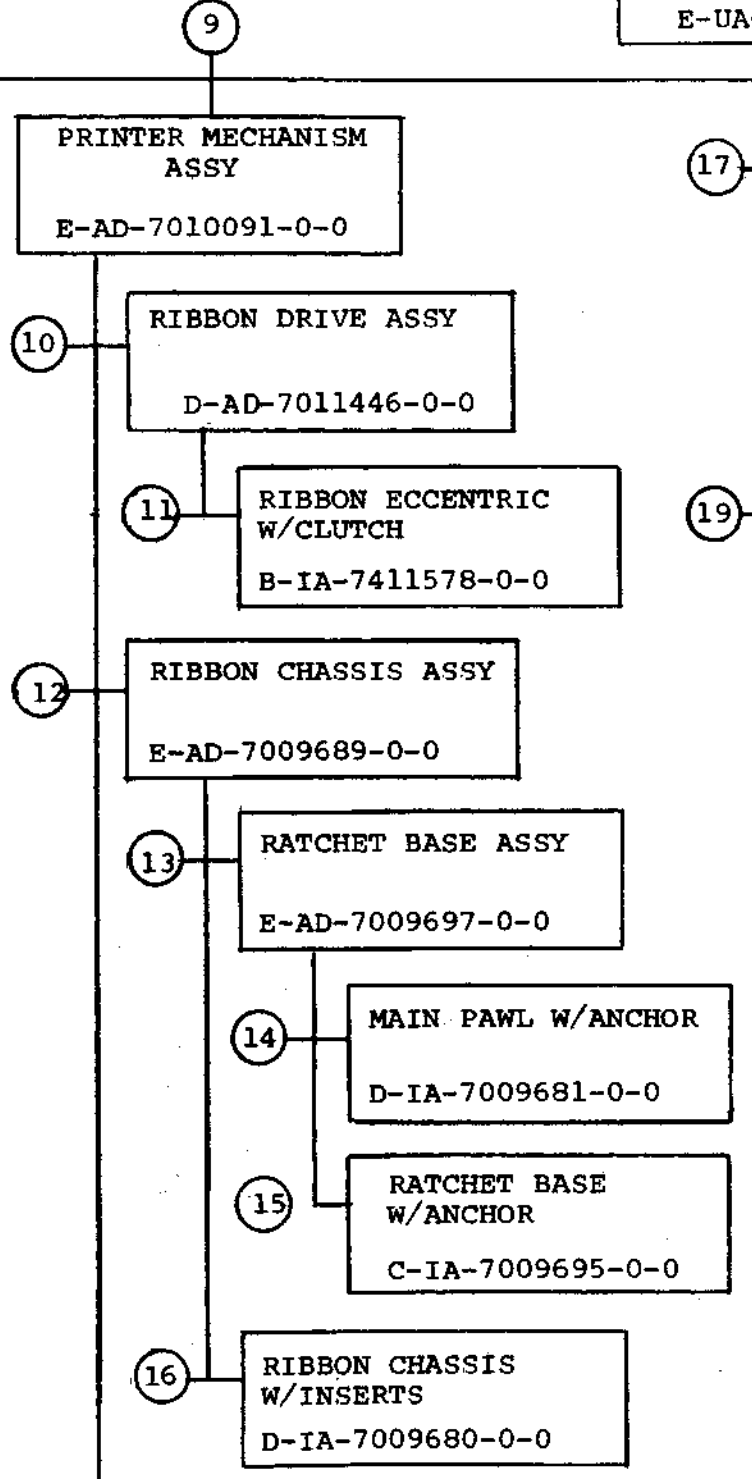 9
E-UA
PRINTER MECHANISM
ASSY
E-AD-7010091-0-0
17
10
RIBBON DRIVE ASSY
D-AD-7011446-0-0
11
RIBBON ECCENTRIC
W/CLUTCH
B-IA-7411578-0-0
19
12
RIBBON CHASSIS ASSY
E-AD-7009689-0-0
13
RATCHET BASE ASSY
E-AD-7009697-0-0
14
MAIN PAWL W/ANCHOR
D-IA-7009681-0-0
15
RATCHET BASE
W/ANCHOR
C-IA-7009695-0-0
16
RIBBON CHASSIS
W/INSERTS
D-IA-7009680-0-0